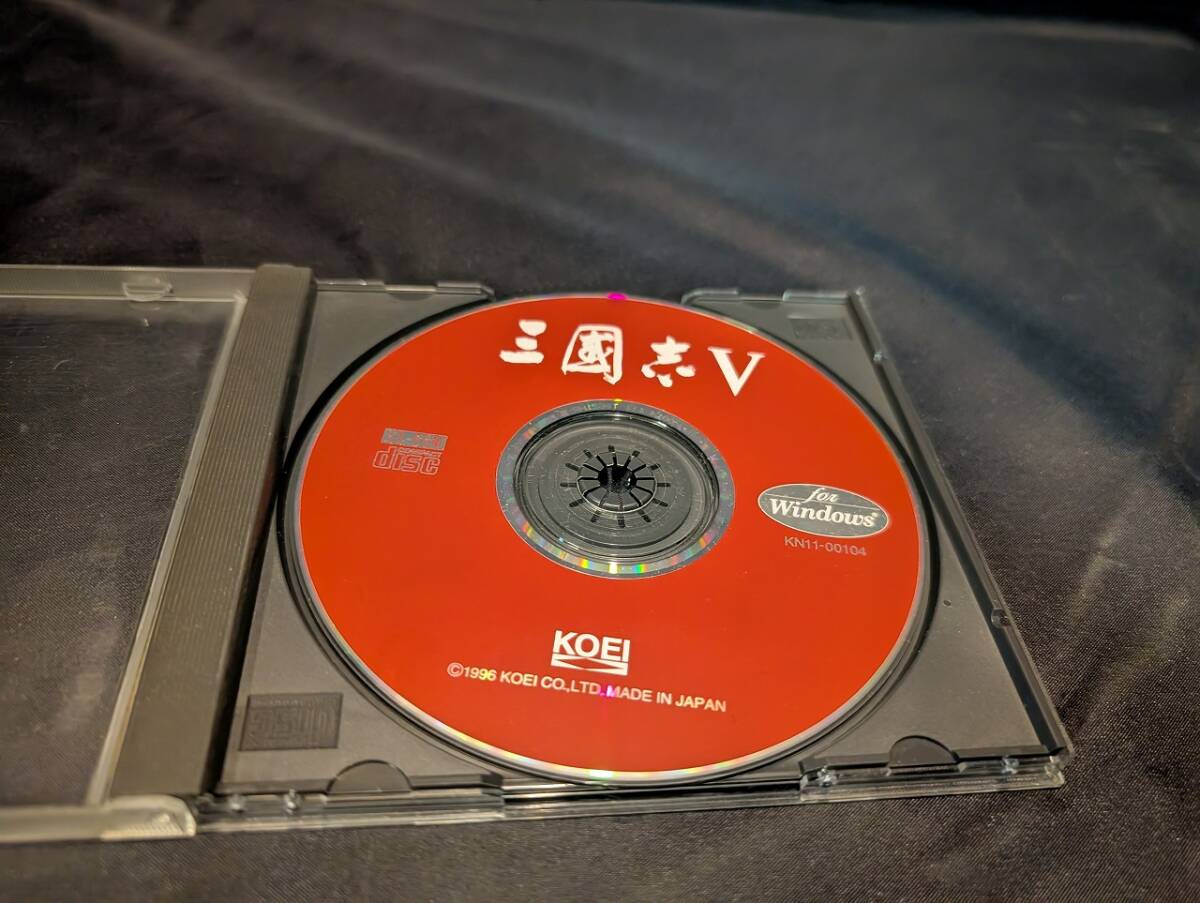 三國志V
COMPACT
disc
for
Windows
KN11-00104
KOEI
©1996 KOEI CO.,LTD. MADE IN JAPAN